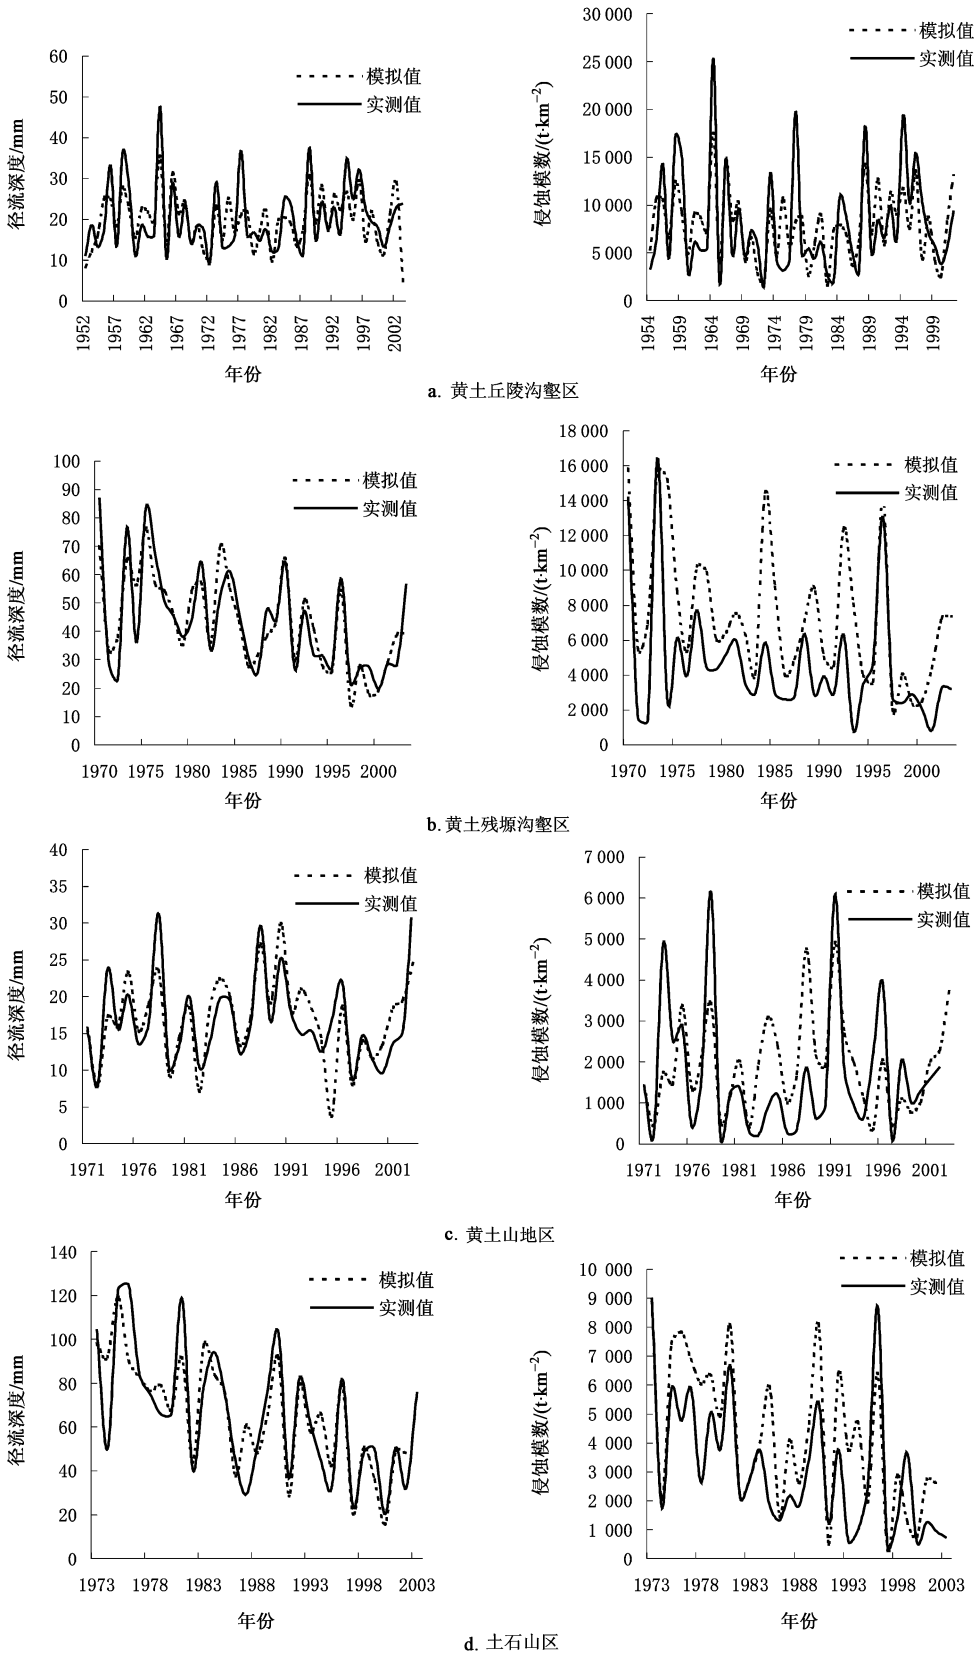 径流深度/mm
60
50
40
30
20
10
0
模拟值
实测值
1952 1957 1962 1967 1972 1977 1982 1987 1992 1997 2002
年份
侵蚀模数/(t·km⁻²)
30 000
25 000
20 000
15 000
10 000
5 000
0
模拟值
实测值
1954 1959 1964 1969 1974 1979 1984 1989 1994 1999
年份
a. 黄土丘陵沟壑区
径流深度/mm
100
90
80
70
60
50
40
30
20
10
0
模拟值
实测值
1970 1975 1980 1985 1990 1995 2000
年份
侵蚀模数/(t·km⁻²)
18 000
16 000
14 000
12 000
10 000
8 000
6 000
4 000
2 000
0
模拟值
实测值
1970 1975 1980 1985 1990 1995 2000
年份
b. 黄土残塬沟壑区
径流深度/mm
40
35
30
25
20
15
10
5
0
模拟值
实测值
1971 1976 1981 1986 1991 1996 2001
年份
侵蚀模数/(t·km⁻²)
7 000
6 000
5 000
4 000
3 000
2 000
1 000
0
模拟值
实测值
1971 1976 1981 1986 1991 1996 2001
年份
c. 黄土山地区
径流深度/mm
140
120
100
80
60
40
20
0
模拟值
实测值
1973 1978 1983 1988 1993 1998 2003
年份
侵蚀模数/(t·km⁻²)
10 000
9 000
8 000
7 000
6 000
5 000
4 000
3 000
2 000
1 000
0
模拟值
实测值
1973 1978 1983 1988 1993 1998 2003
年份
d. 土石山区